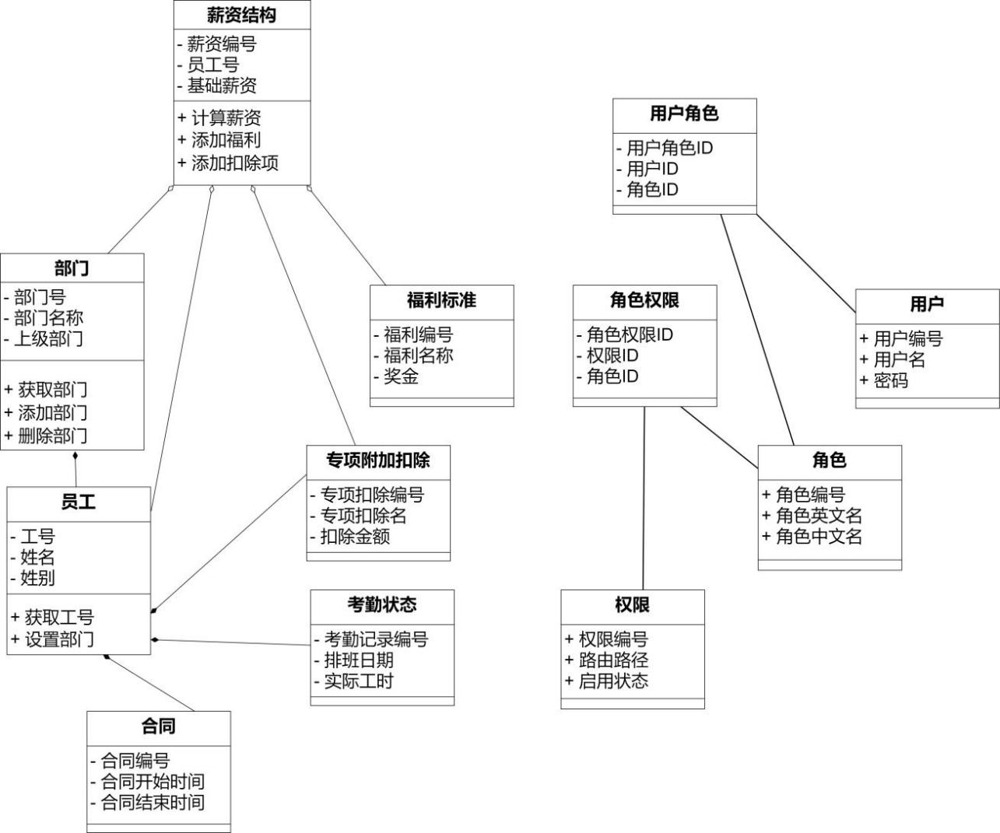 薪资结构
- 薪资编号
- 员工号
- 基础薪资
+ 计算薪资
+ 添加福利
+ 添加扣除项
用户角色
- 用户角色ID
- 用户ID
- 角色ID
部门
- 部门号
- 部门名称
- 上级部门
+ 获取部门
+ 添加部门
+ 删除部门
福利标准
- 福利编号
- 福利名称
- 奖金
角色权限
- 角色权限ID
- 权限ID
- 角色ID
用户
+ 用户编号
+ 用户名
+ 密码
员工
- 工号
- 姓名
- 姓别
+ 获取工号
+ 设置部门
专项附加扣除
- 专项扣除编号
- 专项扣除名
- 扣除金额
角色
+ 角色编号
+ 角色英文名
+ 角色中文名
考勤状态
- 考勤记录编号
- 排班日期
- 实际工时
权限
+ 权限编号
+ 路由路径
+ 启用状态
合同
- 合同编号
- 合同开始时间
- 合同结束时间